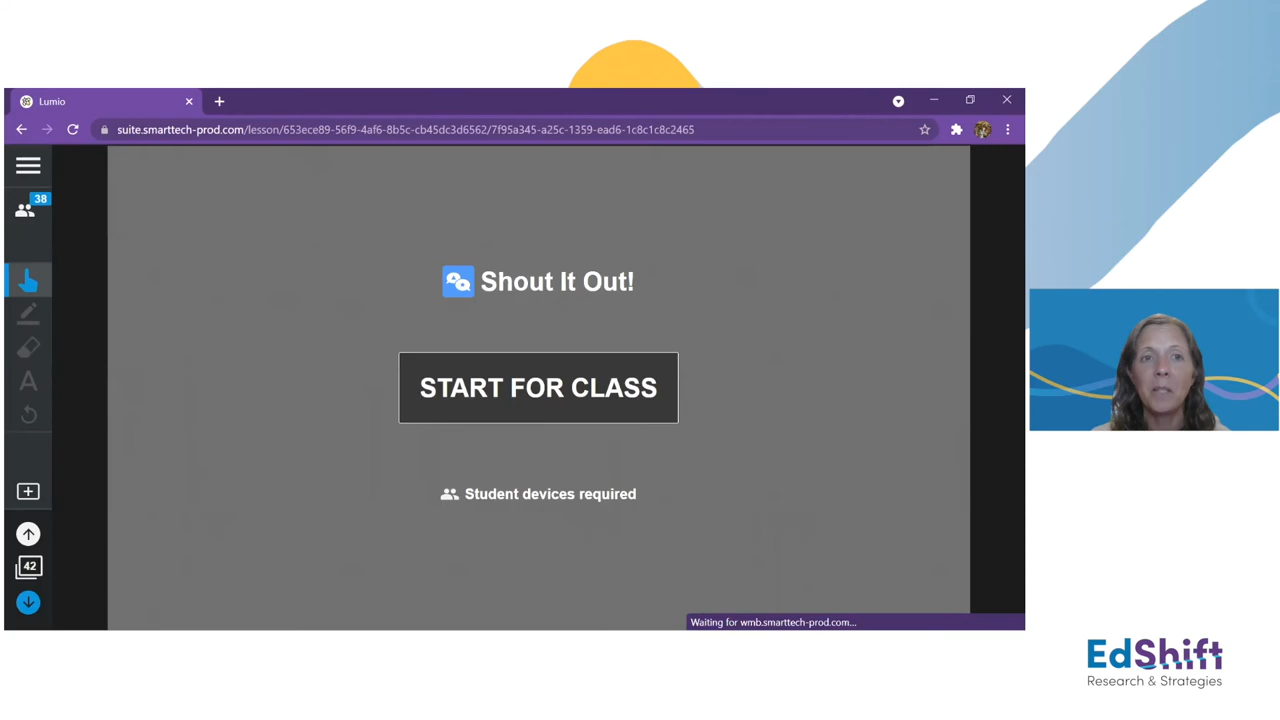 Lumio
suite.smarttech-prod.com/lesson/653ece89-56f9-4af6-8b5c-cb45dc3d6562/7f95a345-a25c-1359-ead6-1c8c1c8c2465
38
Shout It Out!
START FOR CLASS
Student devices required
42
Waiting for wmb.smarttech-prod.com...
EdShift
Research & Strategies